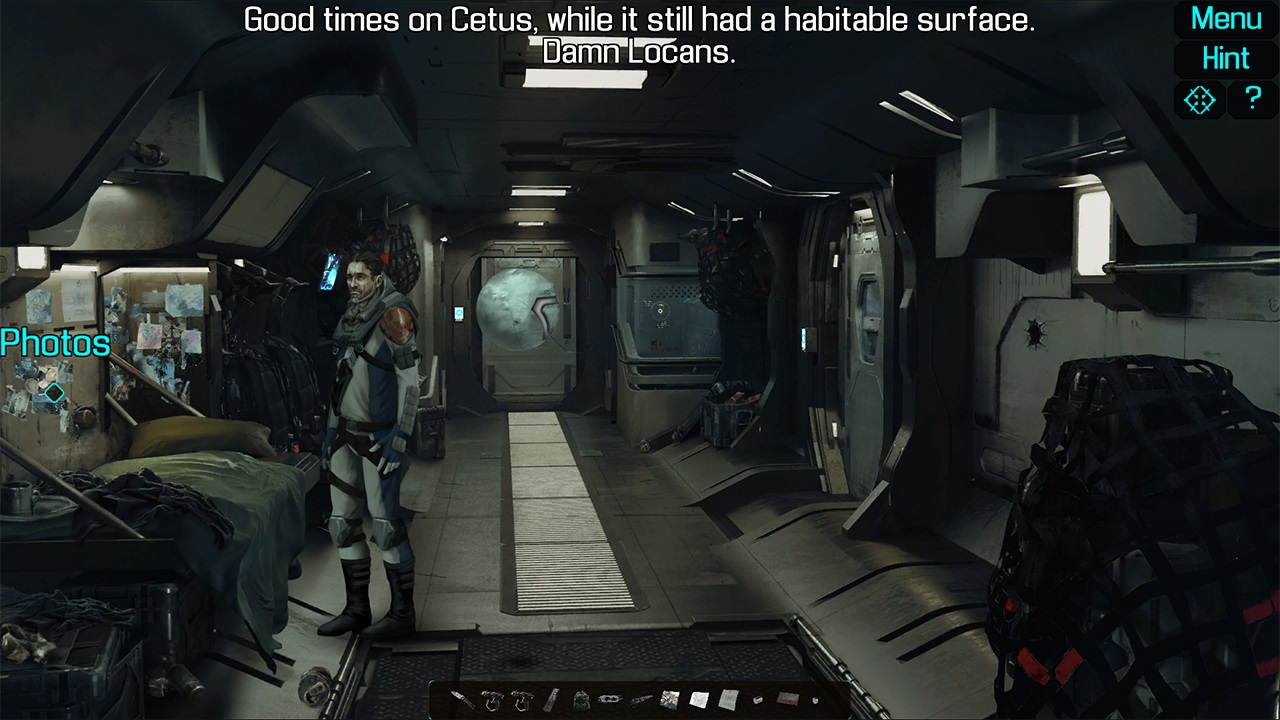 Good times on Cetus, while it still had a habitable surface.
Damn Locans.
Menu
Hint
?
Photos